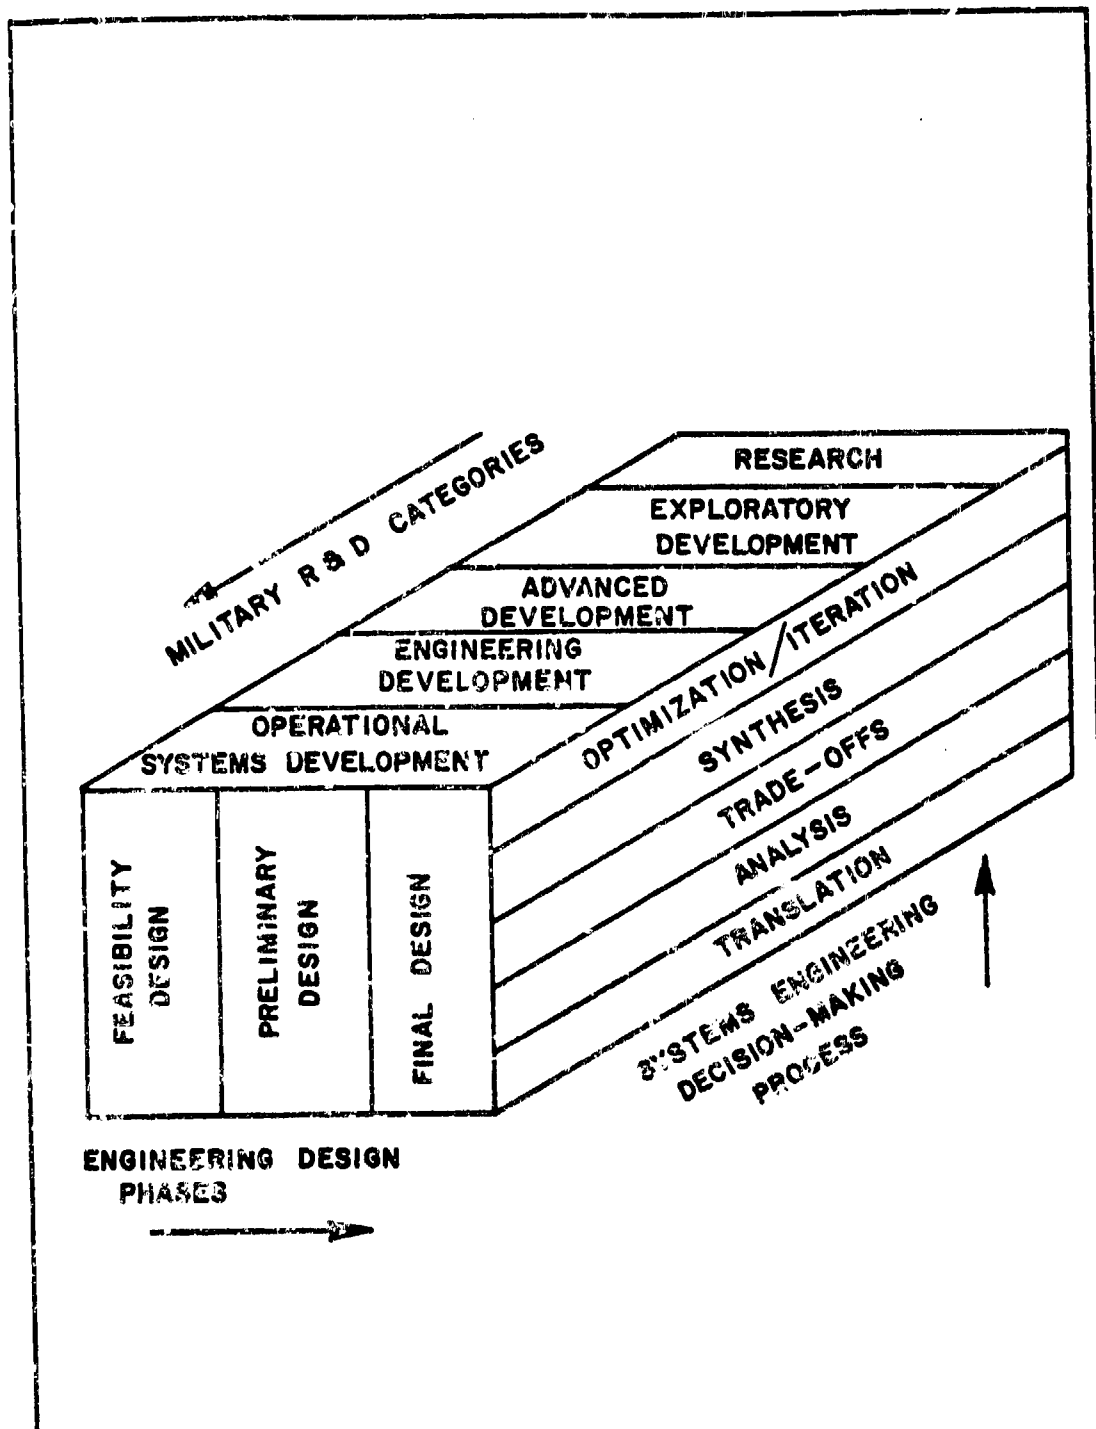 MILITARY R & D CATEGORIES
RESEARCH
EXPLORATORY
DEVELOPMENT
ADVANCED
DEVELOPMENT
ENGINEERING
DEVELOPMENT
OPERATIONAL
SYSTEMS DEVELOPMENT
OPTIMIZATION/ITERATION
SYNTHESIS
TRADE-OFFS
ANALYSIS
TRANSLATION
SYSTEMS ENGINEERING
DECISION-MAKING
PROCESS
FEASIBILITY
DESIGN
PRELIMINARY
DESIGN
FINAL DESIGN
ENGINEERING DESIGN
PHASES